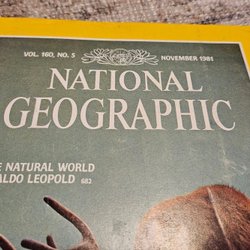 VOL. 160, NO. 5
NOVEMBER 1981
NATIONAL
GEOGRAPHIC
NATURAL WORLD
ALDO LEOPOLD 682